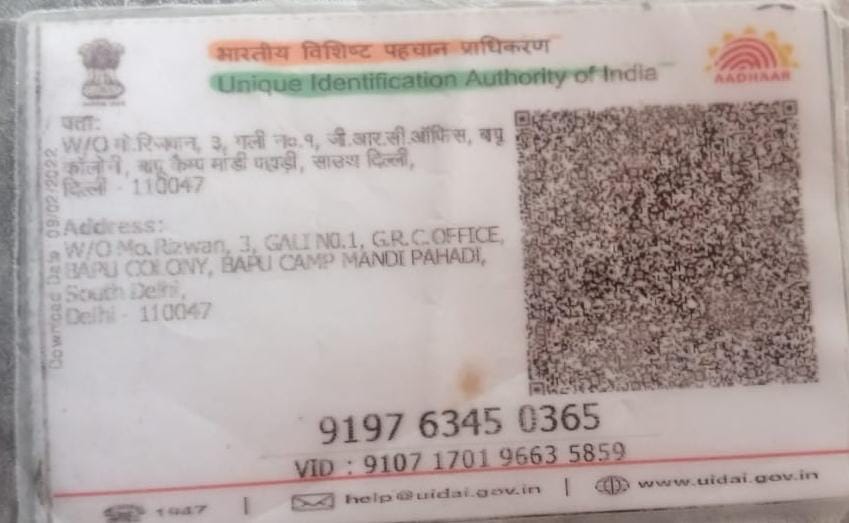 भारतीय विशिष्ट पहचान प्राधिकरण
Unique Identification Authority of India
AADHAAR
पता:
W/O मो.रिजवान, ३, गली न०.१, जी.आर.सी.ऑफिस, बापू
कॉलोनी, बापू कैम्प मांडी पहाड़ी, साउथ दिल्ली,
दिल्ली - 110047
Address:
W/O Mo.Rizwan, 3, GALI NO.1, G.R.C.OFFICE,
BAPU COLONY, BAPU CAMP MANDI PAHADI,
South Delhi,
Delhi - 110047
Download Date: 09/02/2022
9197 6345 0365
VID : 9107 1701 9663 5859
1947 | help@uidai.gov.in | www.uidai.gov.in